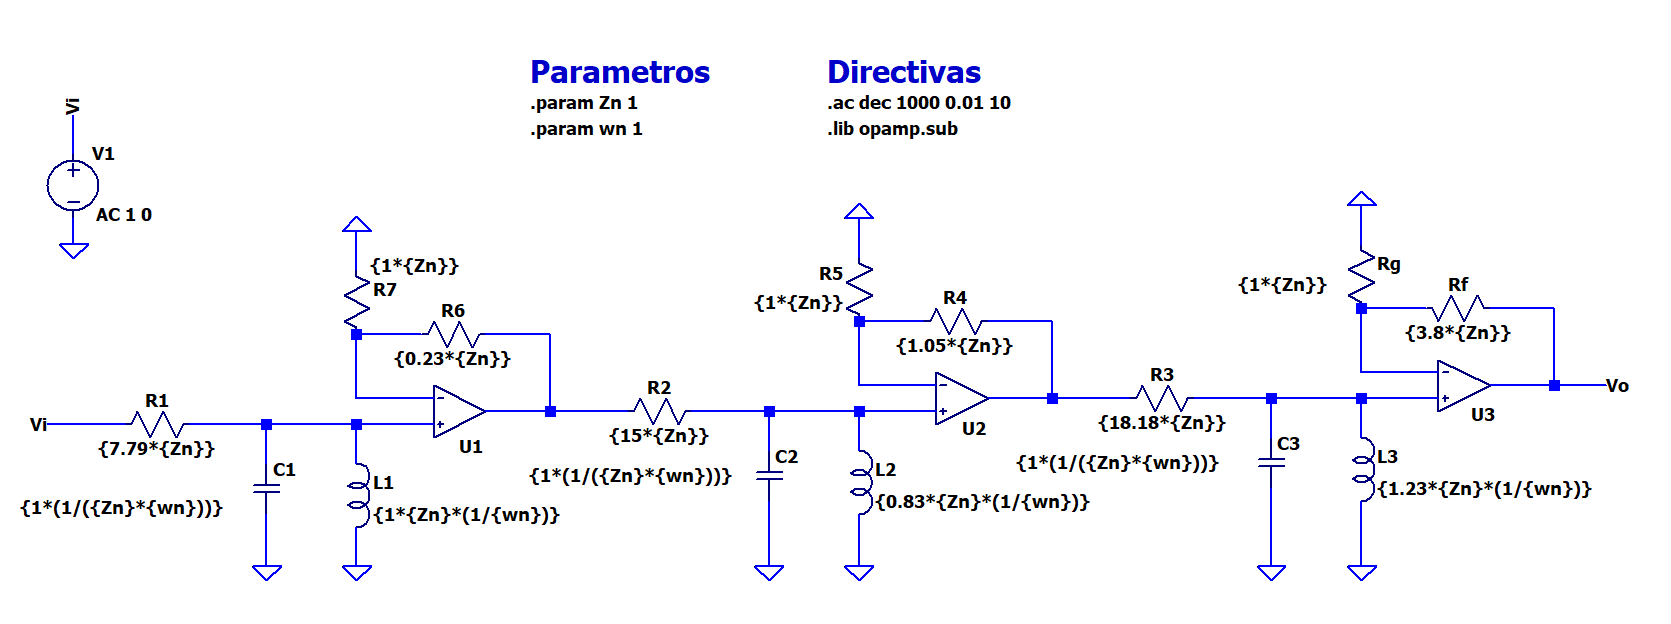 Parametros
.param Zn 1
.param wn 1
Directivas
.ac dec 1000 0.01 10
.lib opamp.sub
Vi
V1
AC 1 0
{1*{Zn}}
R7
R6
{0.23*{Zn}}
U1
Vi
R1
{7.79*{Zn}}
C1
{1*(1/({Zn}*{wn}))}
L1
{1*{Zn}*(1/{wn})}
R5
{1*{Zn}}
R4
{1.05*{Zn}}
U2
R2
{15*{Zn}}
C2
{1*(1/({Zn}*{wn}))}
L2
{0.83*{Zn}*(1/{wn})}
Rg
{1*{Zn}}
Rf
{3.8*{Zn}}
U3
Vo
R3
{18.18*{Zn}}
C3
{1*(1/({Zn}*{wn}))}
L3
{1.23*{Zn}*(1/{wn})}